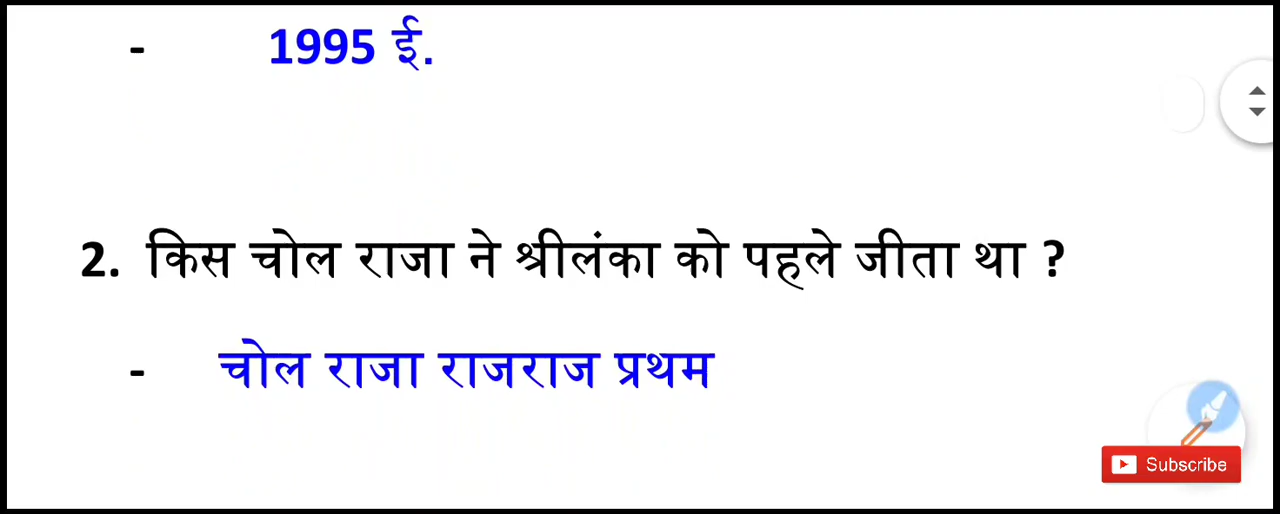 - 1995 ई.
2. किस चोल राजा ने श्रीलंका को पहले जीता था ?
- चोल राजा राजराज प्रथम
Subscribe